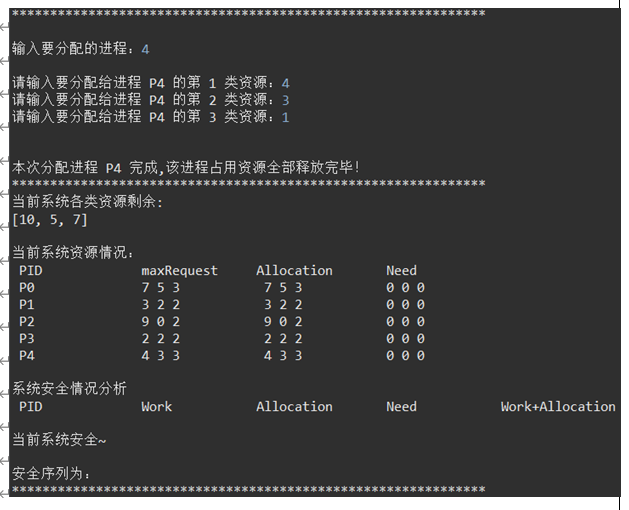 **************************************************************
输入要分配的进程：4
请输入要分配给进程 P4 的第 1 类资源：4
请输入要分配给进程 P4 的第 2 类资源：3
请输入要分配给进程 P4 的第 3 类资源：1
本次分配进程 P4 完成,该进程占用资源全部释放完毕!
**************************************************************
当前系统各类资源剩余:
[10, 5, 7]
当前系统资源情况:
PID maxRequest Allocation Need
P0 7 5 3 7 5 3 0 0 0
P1 3 2 2 3 2 2 0 0 0
P2 9 0 2 9 0 2 0 0 0
P3 2 2 2 2 2 2 0 0 0
P4 4 3 3 4 3 3 0 0 0
系统安全情况分析
PID Work Allocation Need Work+Allocation
当前系统安全~
安全序列为:
**************************************************************